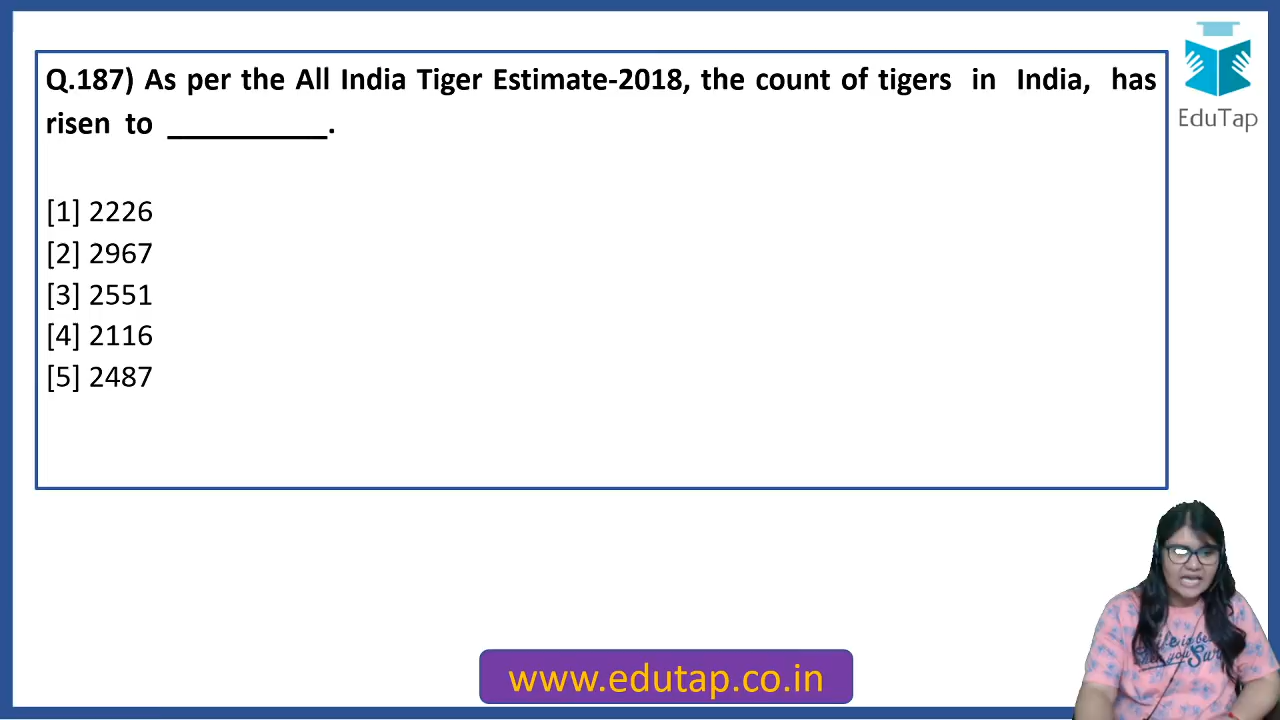 Q.187) As per the All India Tiger Estimate-2018, the count of tigers in India, has
risen to __________.
[1] 2226
[2] 2967
[3] 2551
[4] 2116
[5] 2487
EduTap
www.edutap.co.in